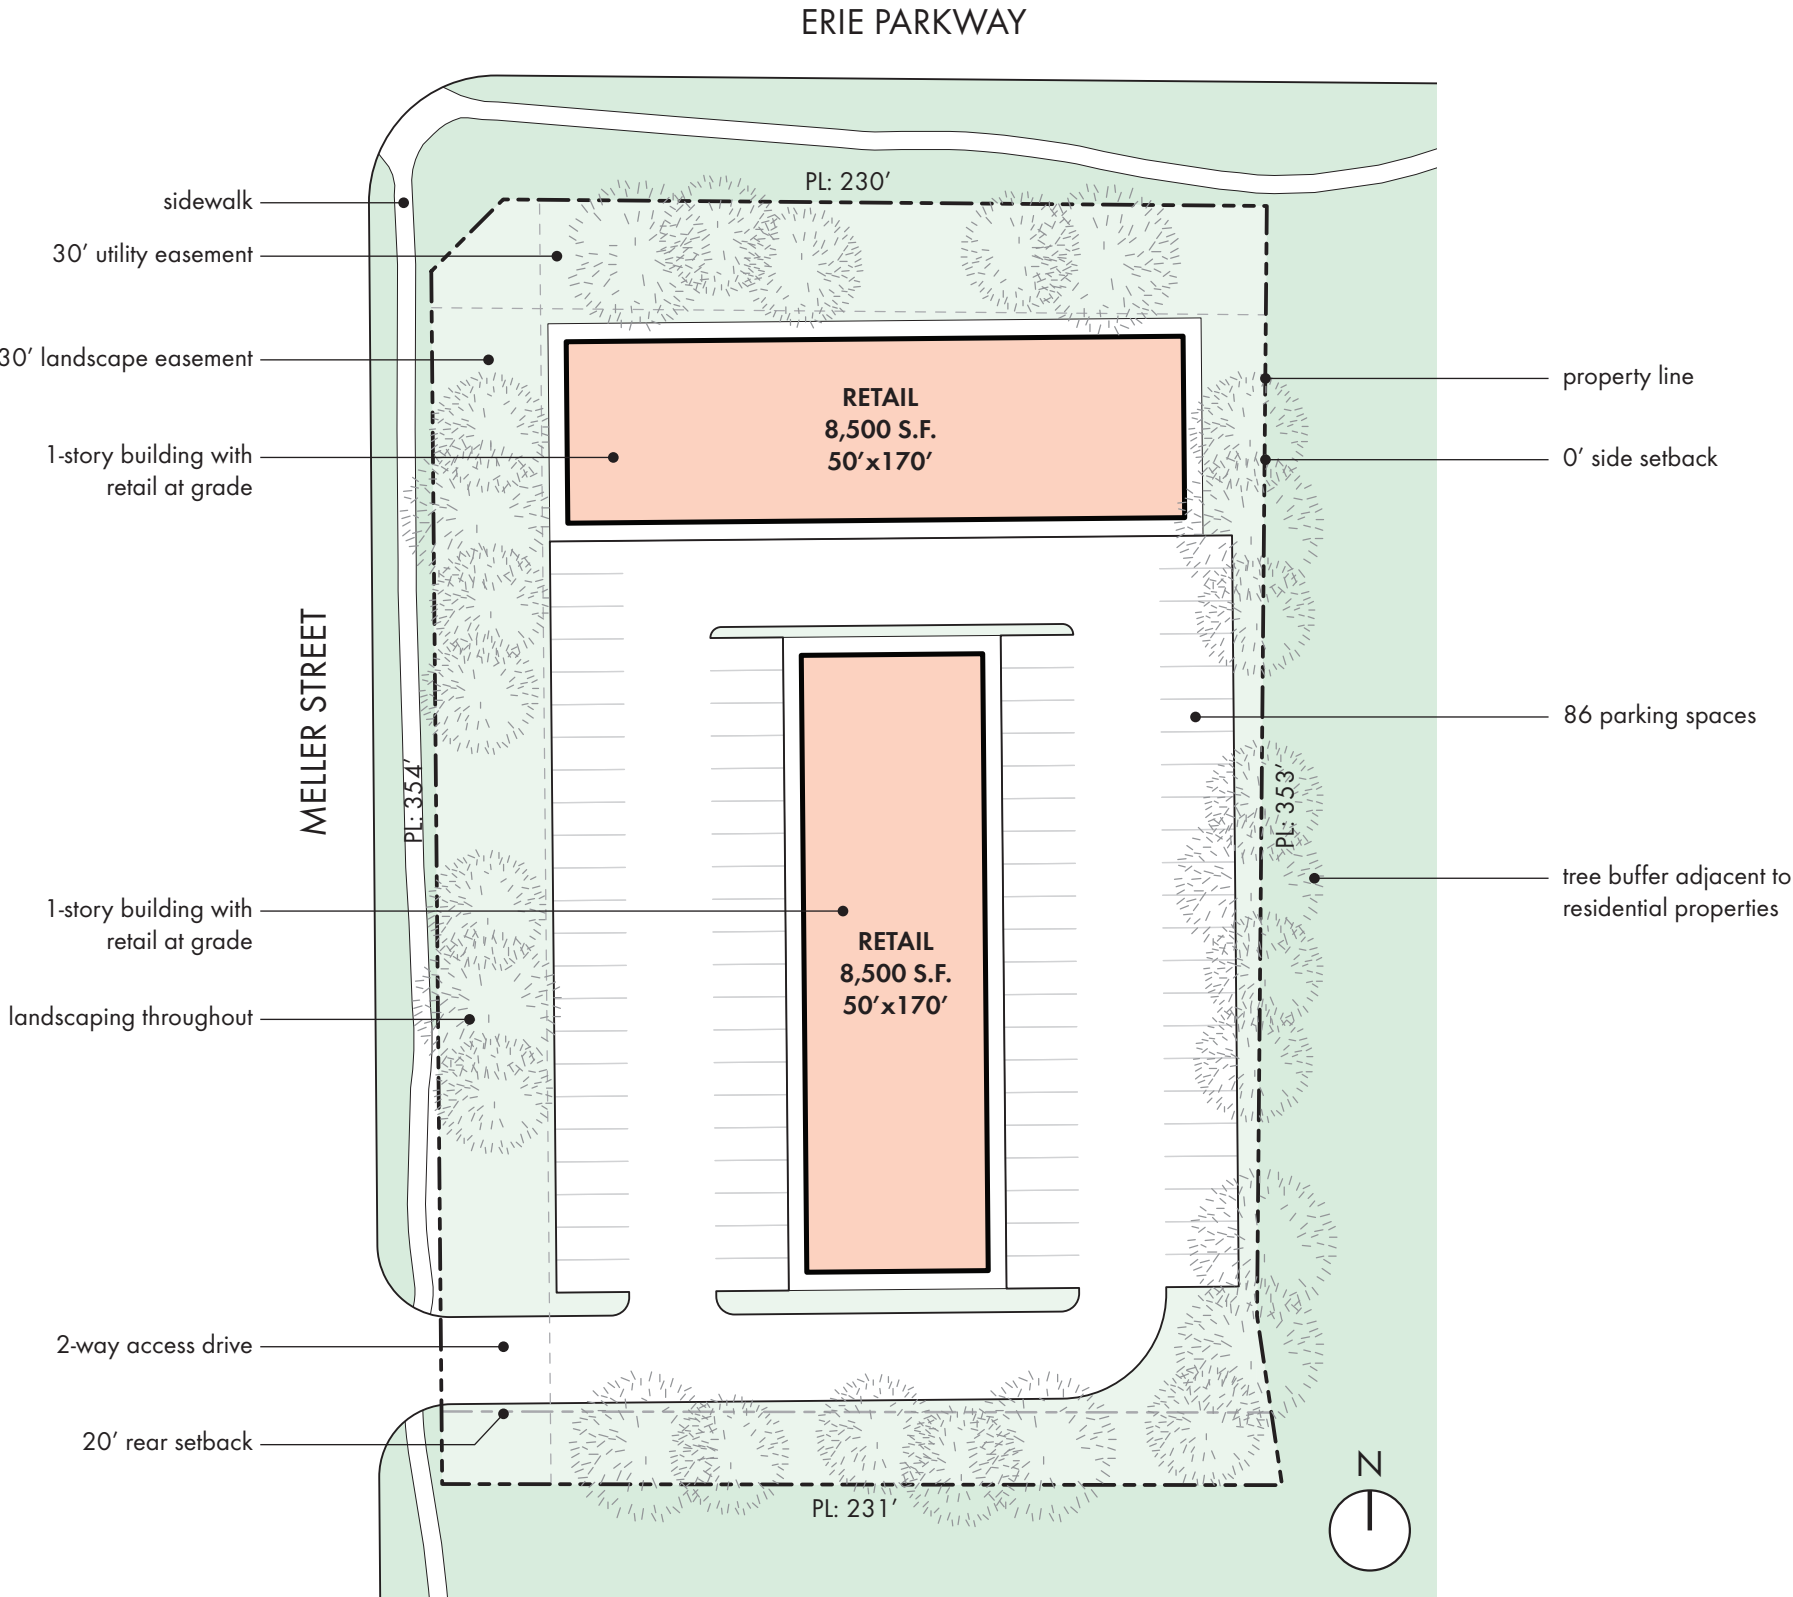 ERIE PARKWAY
PL: 230’
sidewalk
30’ utility easement
30’ landscape easement
1-story building with
retail at grade
RETAIL
8,500 S.F.
50’x170’
property line
0’ side setback
MELLER STREET
PL: 354’
86 parking spaces
PL: 353’
tree buffer adjacent to
residential properties
1-story building with
retail at grade
RETAIL
8,500 S.F.
50’x170’
landscaping throughout
2-way access drive
20’ rear setback
PL: 231’
N